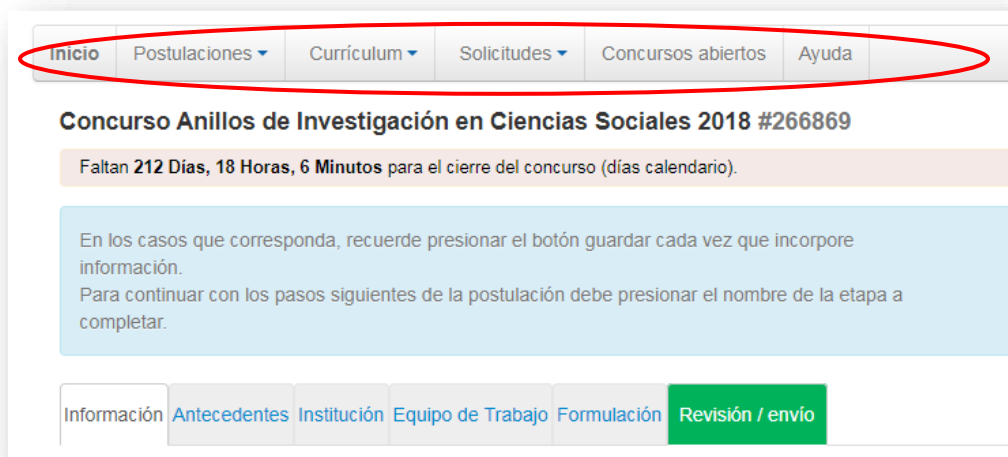 Inicio Postulaciones Currículum Solicitudes Concursos abiertos Ayuda
Concurso Anillos de Investigación en Ciencias Sociales 2018 #266869
Faltan 212 Días, 18 Horas, 6 Minutos para el cierre del concurso (días calendario).
En los casos que corresponda, recuerde presionar el botón guardar cada vez que incorpore
información.
Para continuar con los pasos siguientes de la postulación debe presionar el nombre de la etapa a
completar.
Información Antecedentes Institución Equipo de Trabajo Formulación Revisión / envío